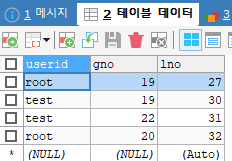 1 메시지 2 테이블 데이터 3
userid gno lno
root 19 27
test 19 30
test 22 31
root 20 32
* (NULL) (NULL) (Auto)